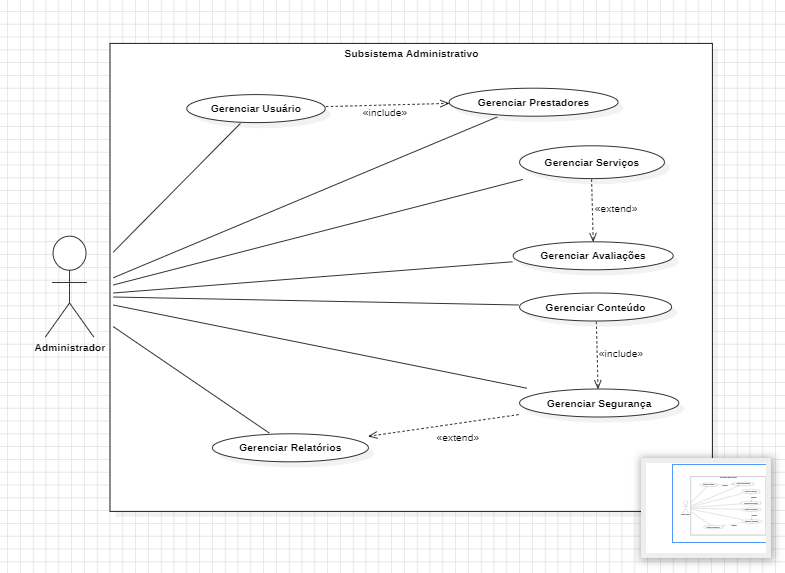 Subsistema Administrativo
Gerenciar Usuário
Gerenciar Prestadores
«include»
Gerenciar Serviços
«extend»
Gerenciar Avaliações
Gerenciar Conteúdo
Administrador
«include»
Gerenciar Segurança
«extend»
Gerenciar Relatórios